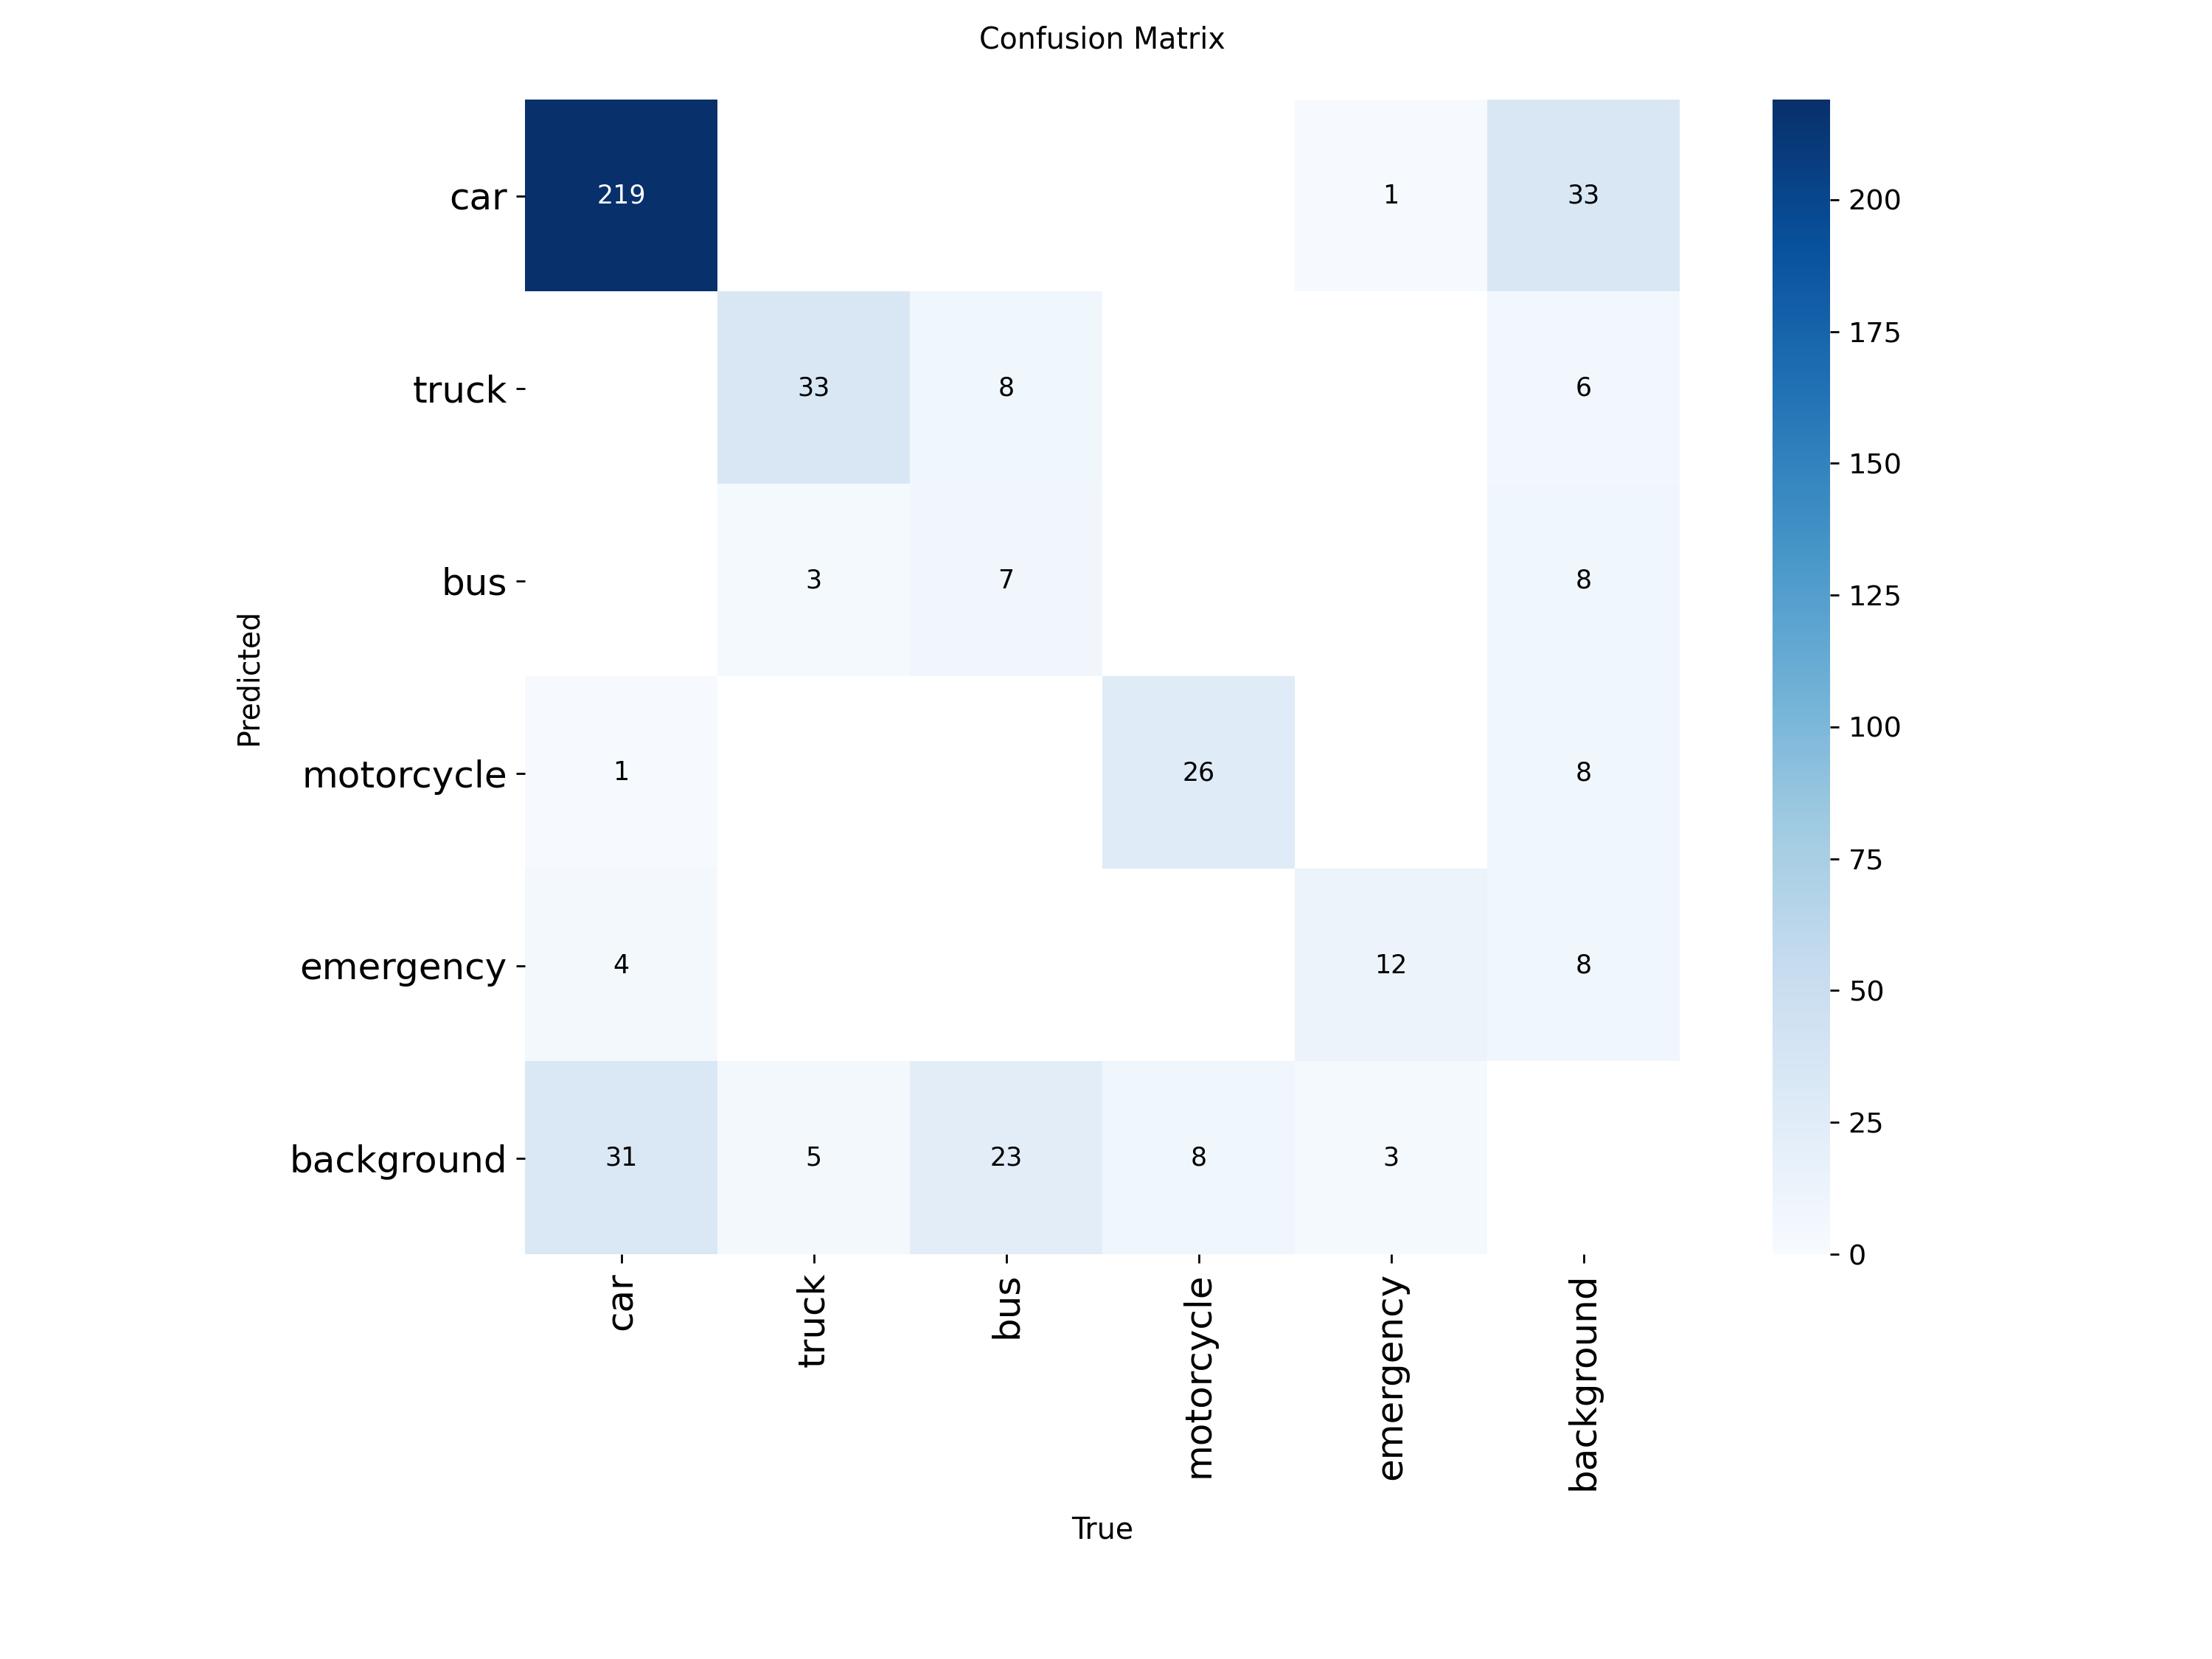 Confusion Matrix
car 219 1 33
truck 33 8 6
bus 3 7 8
motorcycle 1 26 8
emergency 4 12 8
background 31 5 23 8 3
car truck bus motorcycle emergency background
Predicted
True
200
175
150
125
100
75
50
25
0